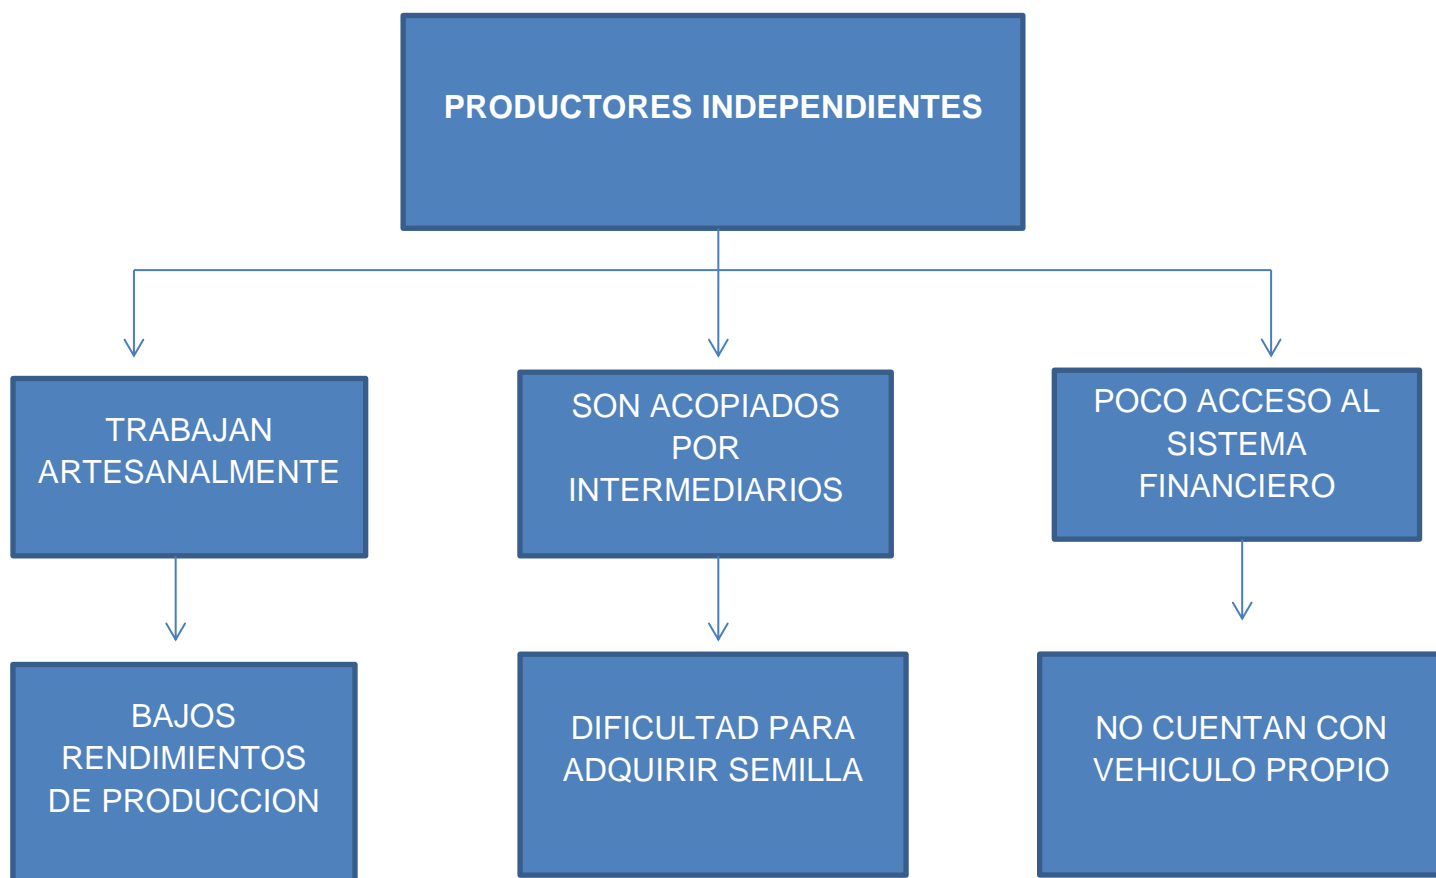 PRODUCTORES INDEPENDIENTES
TRABAJAN
ARTESANALMENTE
SON ACOPIADOS
POR
INTERMEDIARIOS
POCO ACCESO AL
SISTEMA
FINANCIERO
BAJOS
RENDIMIENTOS
DE PRODUCCION
DIFICULTAD PARA
ADQUIRIR SEMILLA
NO CUENTAN CON
VEHICULO PROPIO